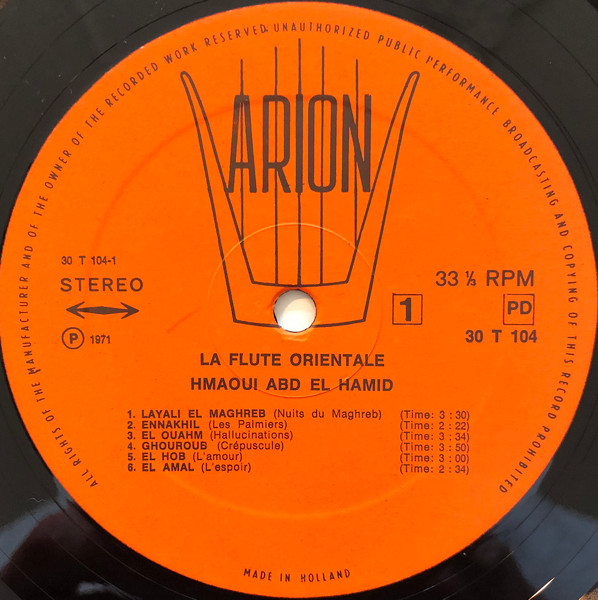 ALL RIGHTS OF THE MANUFACTURER AND OF THE OWNER OF THE RECORDED WORK RESERVED. UNAUTHORIZED PUBLIC PERFORMANCE BROADCASTING AND COPYING OF THIS RECORD PROHIBITED
ARION
30 T 104-1
STEREO
33 ⅓ RPM
1
PD
Ⓟ 1971
30 T 104
LA FLUTE ORIENTALE
HMAOUI ABD EL HAMID
1. LAYALI EL MAGHREB (Nuits du Maghreb) (Time: 3 : 30)
2. ENNAKHIL (Les Palmiers) (Time: 2 : 22)
3. EL OUAHM (Hallucinations) (Time: 3 : 34)
4. GHOUROUB (Crépuscule) (Time: 3 : 50)
5. EL HOB (L'amour) (Time: 3 : 00)
6. EL AMAL (L'espoir) (Time: 2 : 34)
MADE IN HOLLAND